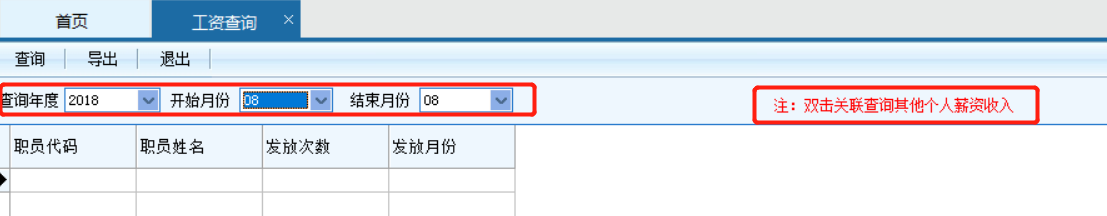 首页 工资查询 ×
查询 导出 退出
查询年度 2018 开始月份 08 结束月份 08 注：双击关联查询其他个人薪资收入
职员代码 职员姓名 发放次数 发放月份